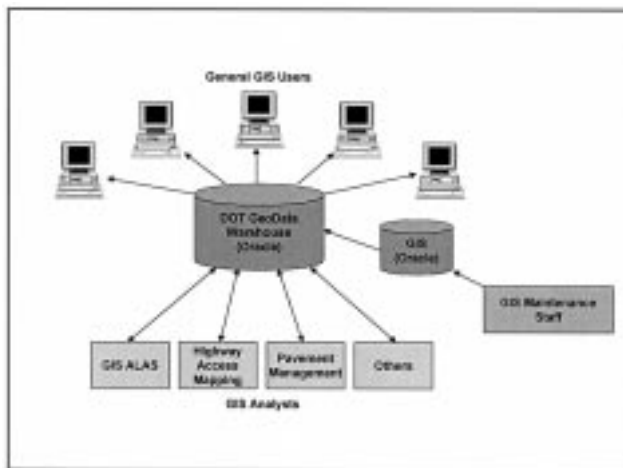 General GIS Users
DOT GeoData
Warehouse
(Oracle)
GIS
(Oracle)
GIS Maintenance
Staff
GIS ALAS
Highway
Access
Mapping
Pavement
Management
Others
GIS Analysts